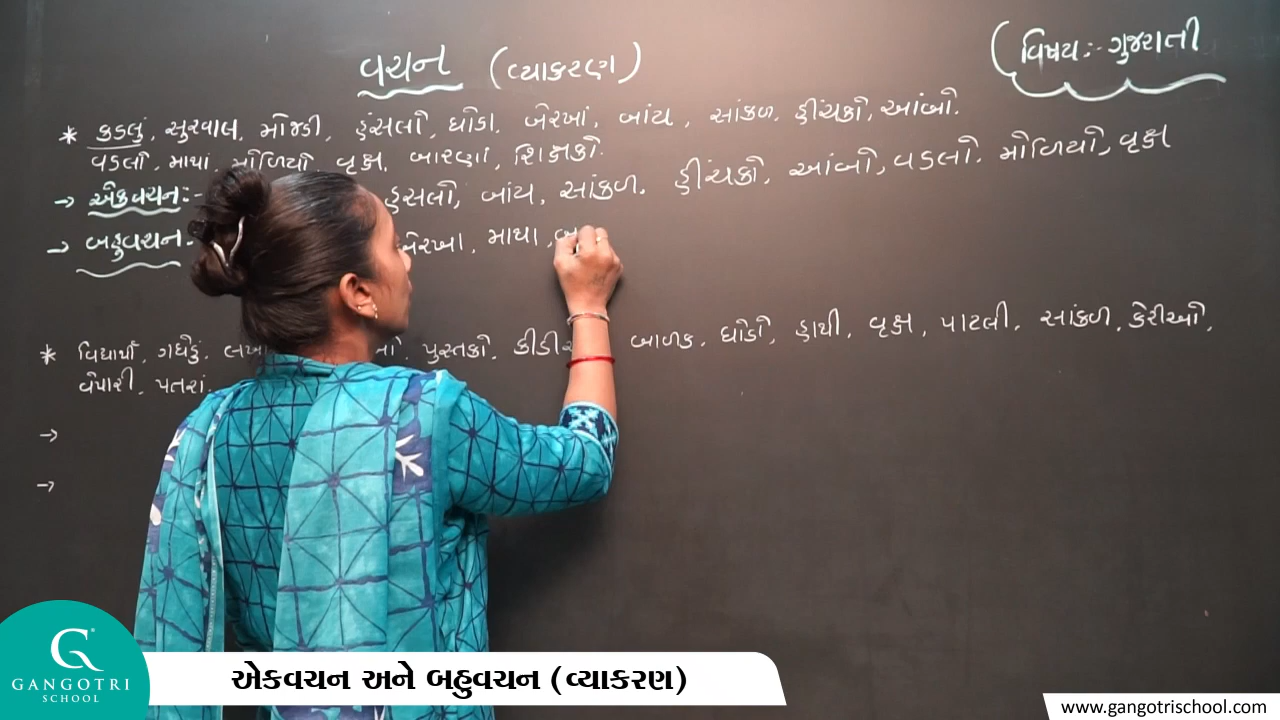 વચન (વ્યાકરણ)
વિષય :- ગુજરાતી
* કડલું, સુરવાલ, મોજડી, હંસલો, ઘોડા, બેરખાં, બાંય, સાંકળ, હીંચકો, આંબો.
વડલો, માથાં, મોળિયો, વૃક્ષ, બારણાં, શિક્ષકો.
→ એકવચન :- હંસલો, બાંય, સાંકળ, હીંચકો, આંબો, વડલો, મોળિયો, વૃક્ષ
→ બહુવચન - બેરખા, માથા,
* વિદ્યાર્થી, ગધેડું, પુસ્તકો, બાળક, ઘોડો, હાથી, વૃક્ષ, પાટલી, સાંકળ, કેરીઓ,
વેપારી, પતરાં.
→
→
G
GANGOTRI
SCHOOL
એકવચન અને બહુવચન (વ્યાકરણ)
www.gangotrischool.com